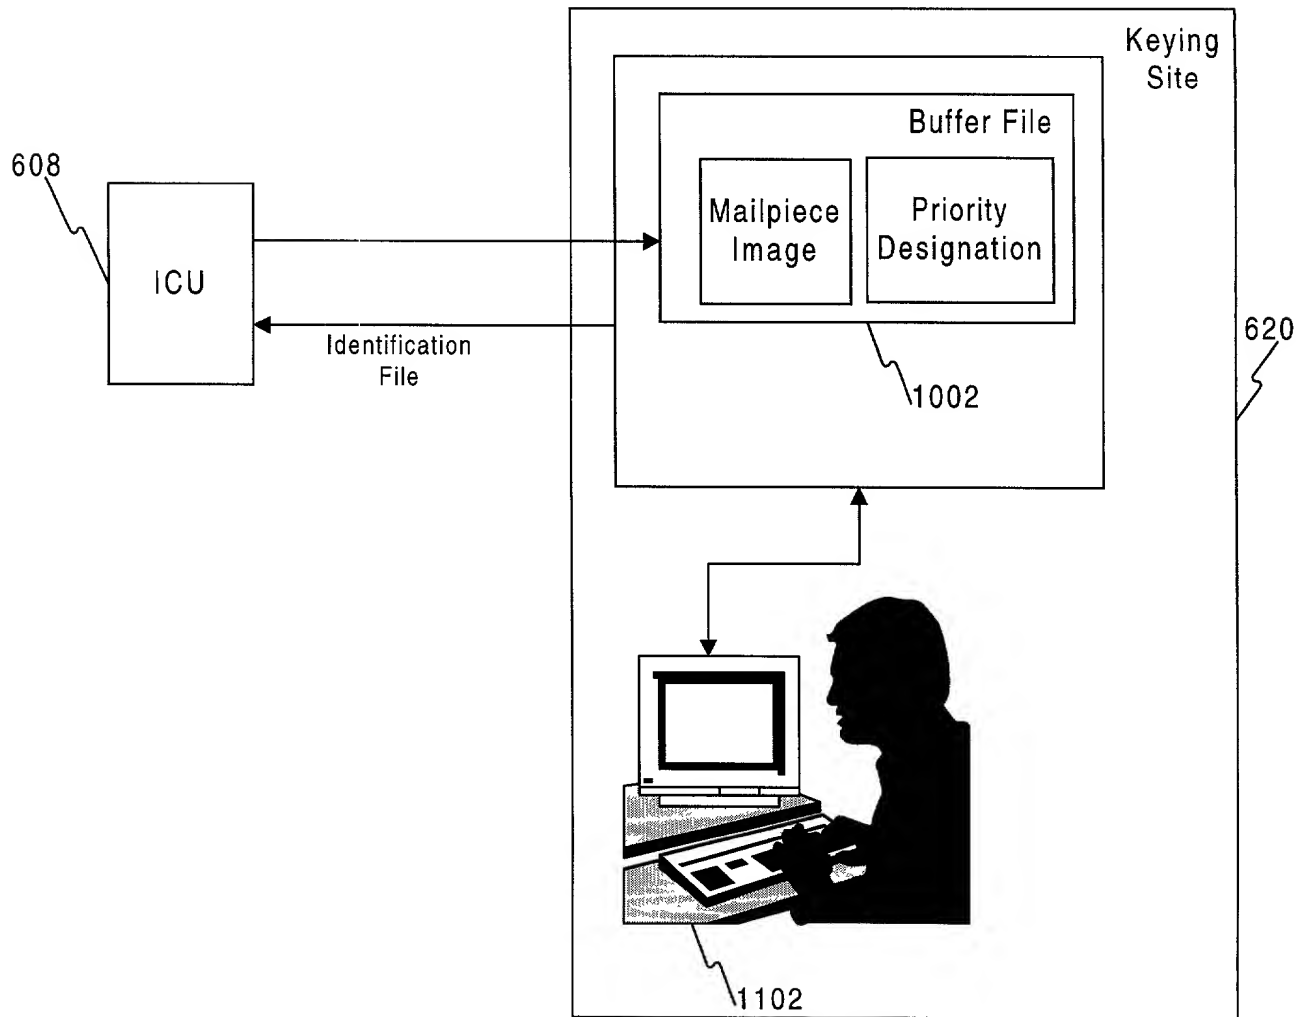 Keying
Site
Buffer File
608
Mailpiece
Image
Priority
Designation
ICU
620
Identification
File
1002
1102